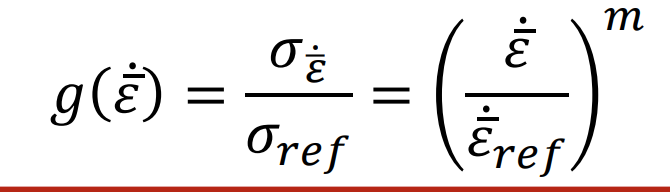 g(ε̄̇) = σ_ε̄̇ / σ_ref = (ε̄̇ / ε̄̇_ref)^m